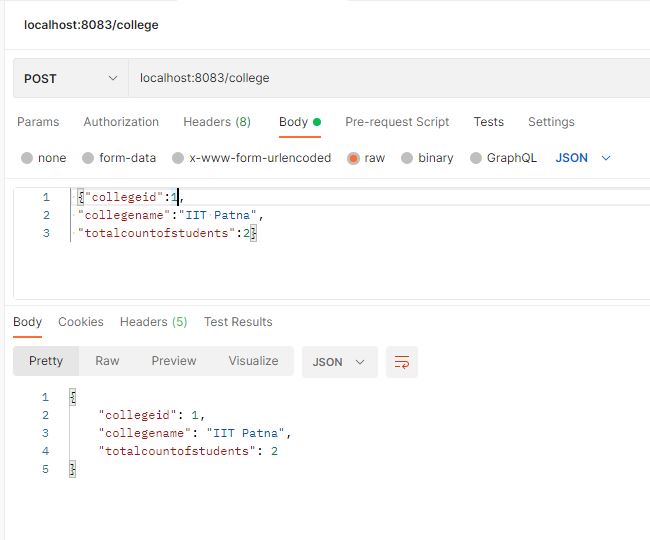 localhost:8083/college
POST localhost:8083/college
Params Authorization Headers (8) Body Pre-request Script Tests Settings
none form-data x-www-form-urlencoded raw binary GraphQL JSON
1 {"collegeid":1,
2 "collegename":"IIT Patna",
3 "totalcountofstudents":2}
Body Cookies Headers (5) Test Results
Pretty Raw Preview Visualize JSON
1 {
2 "collegeid": 1,
3 "collegename": "IIT Patna",
4 "totalcountofstudents": 2
5 }